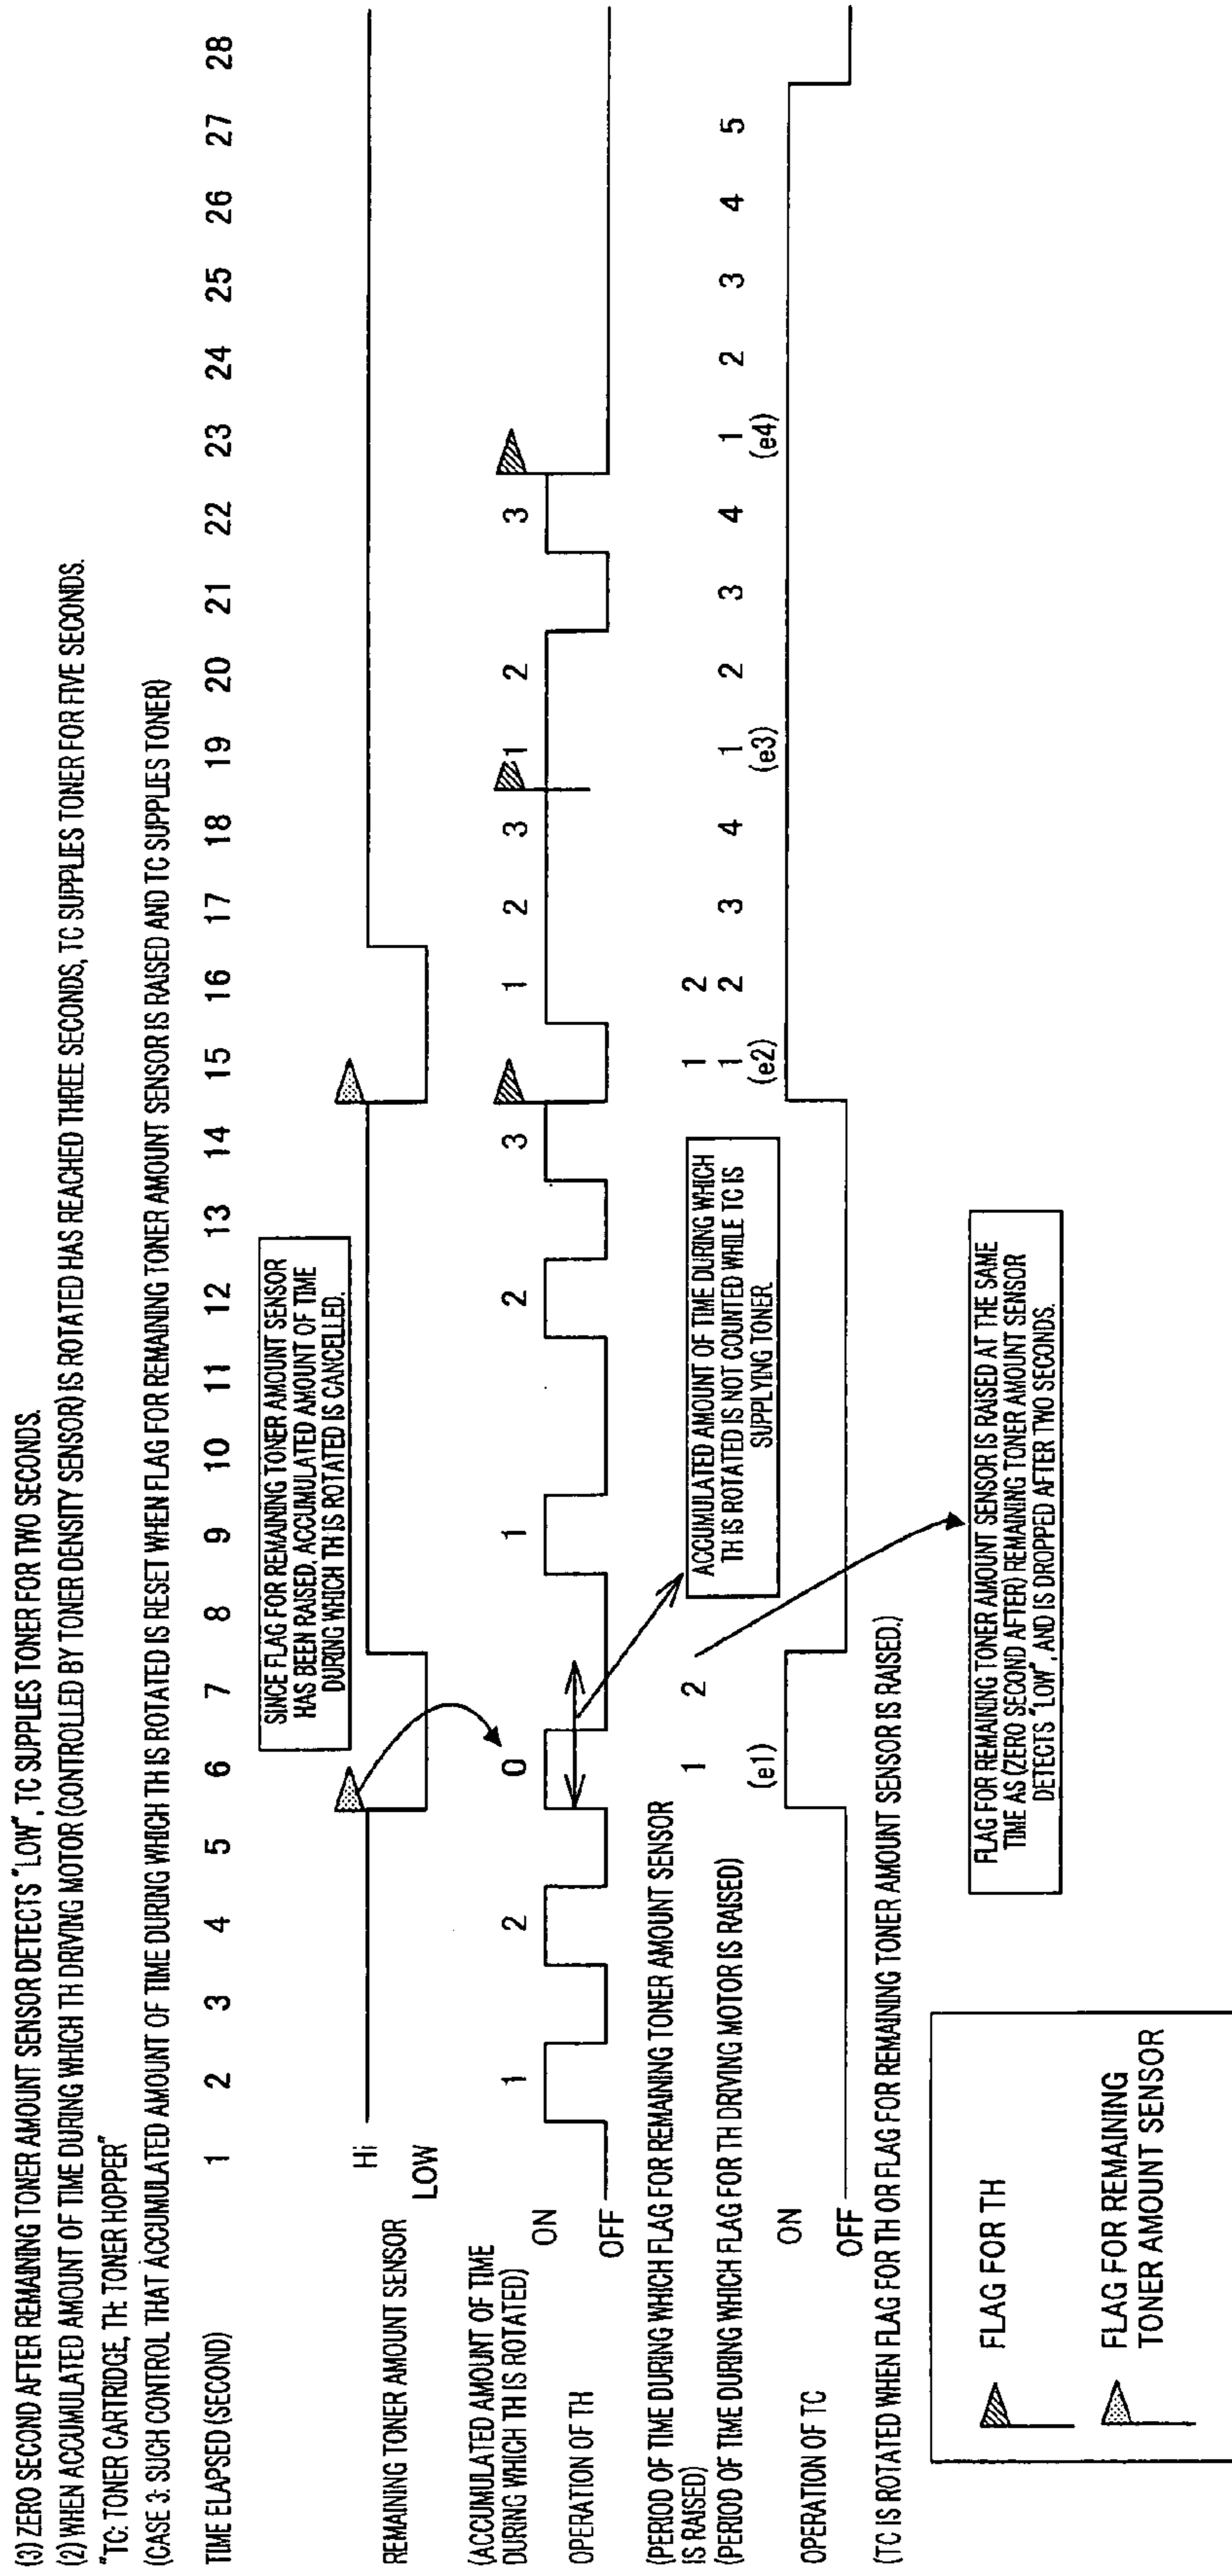 (3) ZERO SECOND AFTER REMAINING TONER AMOUNT SENSOR DETECTS "LOW", TC SUPPLIES TONER FOR TWO SECONDS.
(2) WHEN ACCUMULATED AMOUNT OF TIME DURING WHICH TH DRIVING MOTOR (CONTROLLED BY TONER DENSITY SENSOR) IS ROTATED HAS REACHED THREE SECONDS, TC SUPPLIES TONER FOR FIVE SECONDS.
"TC: TONER CARTRIDGE, TH: TONER HOPPER"
(CASE 3: SUCH CONTROL THAT ACCUMULATED AMOUNT OF TIME DURING WHICH TH IS ROTATED IS RESET WHEN FLAG FOR REMAINING TONER AMOUNT SENSOR IS RAISED AND TC SUPPLIES TONER)
TIME ELAPSED (SECOND) 1 2 3 4 5 6 7 8 9 10 11 12 13 14 15 16 17 18 19 20 21 22 23 24 25 26 27 28
SINCE FLAG FOR REMAINING TONER AMOUNT SENSOR
HAS BEEN RAISED, ACCUMULATED AMOUNT OF TIME
DURING WHICH TH IS ROTATED IS CANCELLED.
REMAINING TONER AMOUNT SENSOR
Hi
LOW
(ACCUMULATED AMOUNT OF TIME
DURING WHICH TH IS ROTATED)
1 2 0 1 2 3 1 2 3 1 2 3
OPERATION OF TH
ON
OFF
(PERIOD OF TIME DURING WHICH FLAG FOR REMAINING TONER AMOUNT SENSOR
IS RAISED)
1 2 1 2
(PERIOD OF TIME DURING WHICH FLAG FOR TH DRIVING MOTOR IS RAISED)
1 2 3 4 1 2 3 4 1 2 3 4 5
(e1) (e2) (e3) (e4)
ACCUMULATED AMOUNT OF TIME DURING WHICH
TH IS ROTATED IS NOT COUNTED WHILE TC IS
SUPPLYING TONER.
OPERATION OF TC
ON
OFF
(TC IS ROTATED WHEN FLAG FOR TH OR FLAG FOR REMAINING TONER AMOUNT SENSOR IS RAISED.)
FLAG FOR REMAINING TONER AMOUNT SENSOR IS RAISED AT THE SAME
TIME AS (ZERO SECOND AFTER) REMAINING TONER AMOUNT SENSOR
DETECTS "LOW", AND IS DROPPED AFTER TWO SECONDS.
FLAG FOR TH
FLAG FOR REMAINING
TONER AMOUNT SENSOR